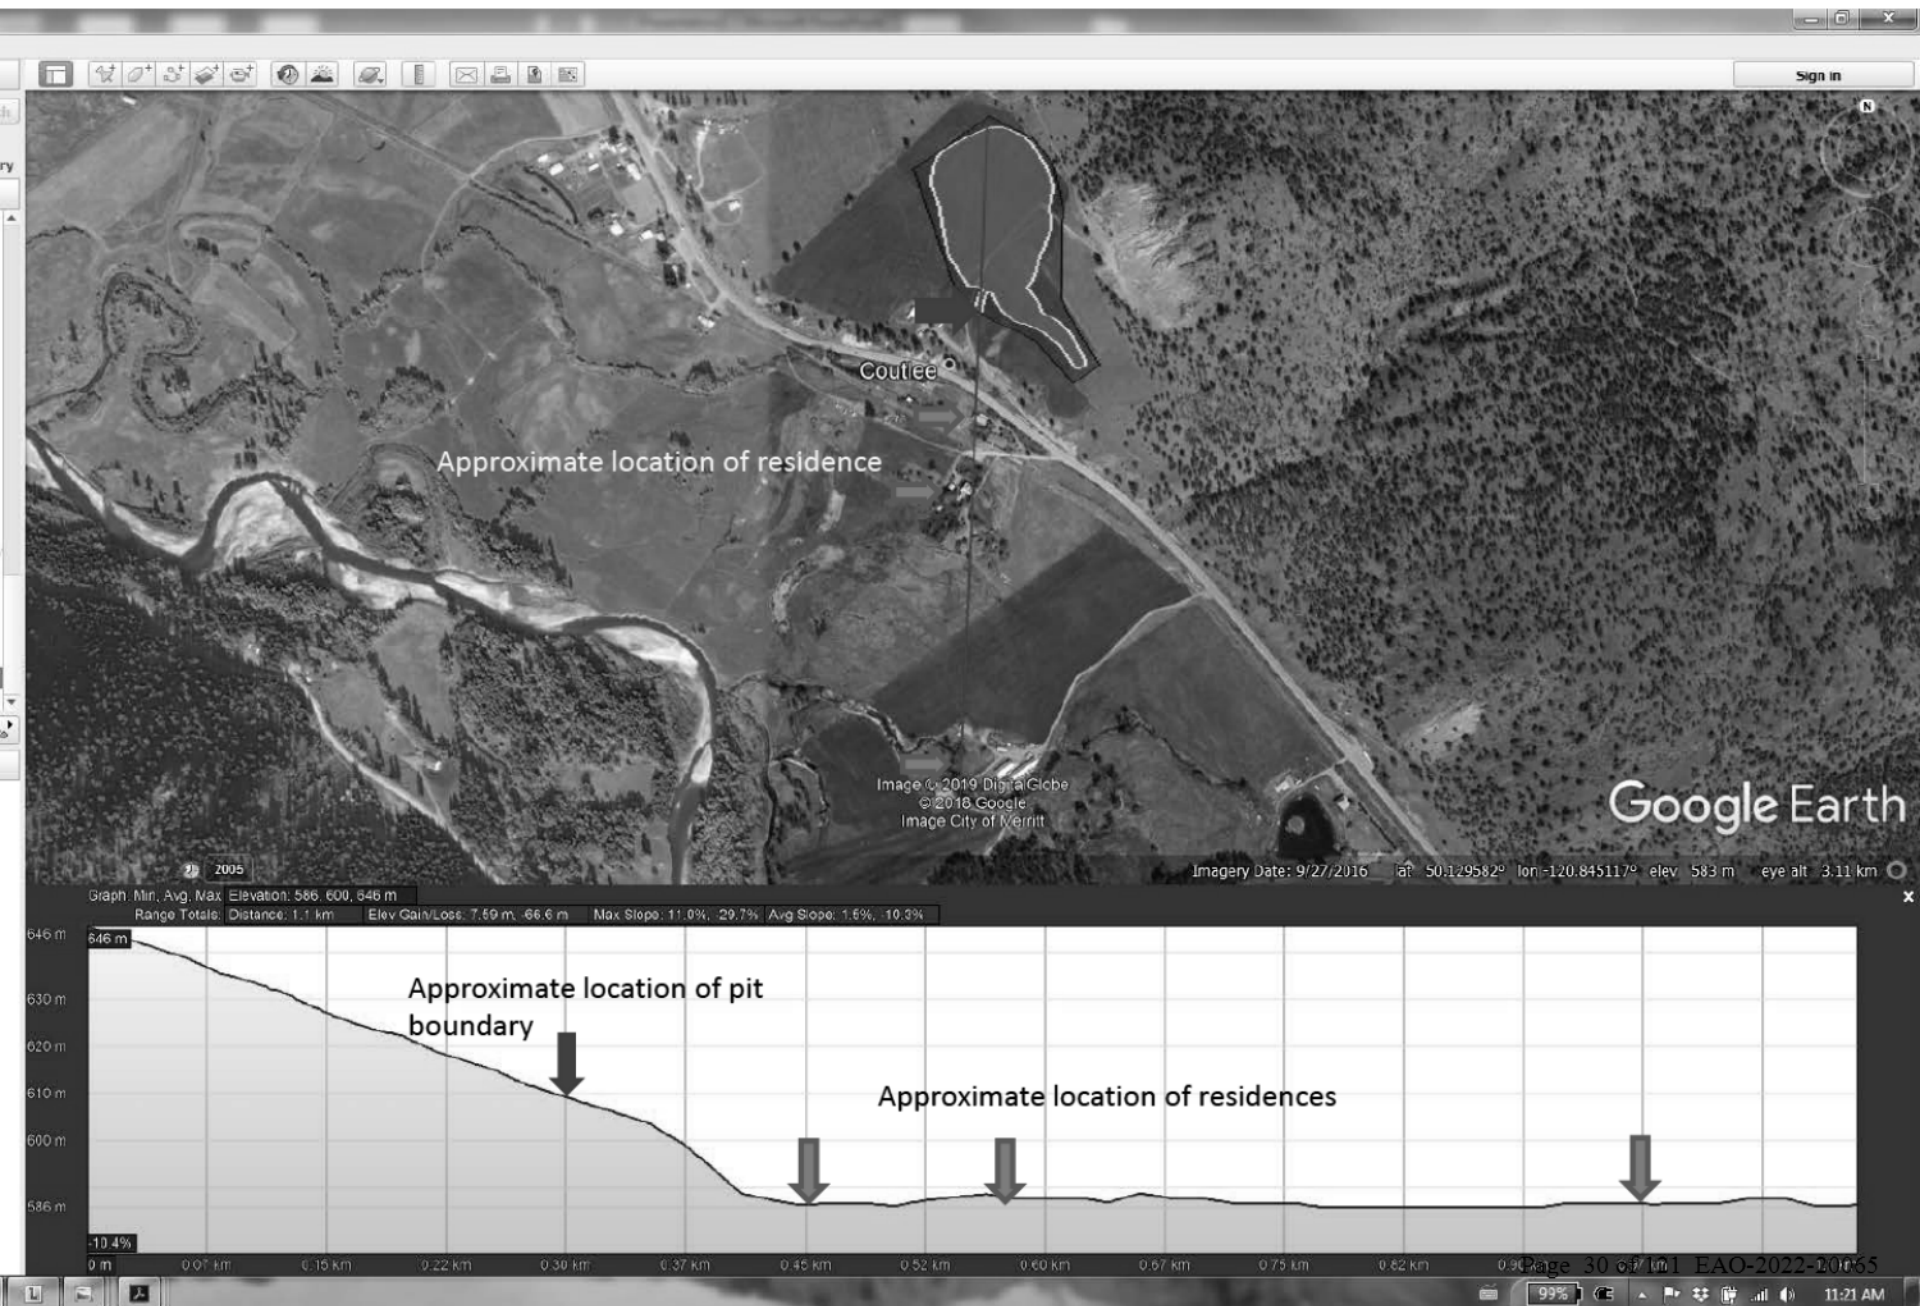 Sign in
ry
N
Coutlee
Approximate location of residence
Image © 2019 DigitalGlobe
© 2018 Google
Image City of Merritt
Google Earth
2005
Imagery Date: 9/27/2016 lat 50.129582° lon -120.845117° elev 583 m eye alt 3.11 km
Graph: Min, Avg, Max Elevation: 586, 600, 646 m
Range Totals: Distance: 1.1 km Elev Gain/Loss: 7.59 m, -66.6 m Max Slope: 11.0%, -29.7% Avg Slope: 1.6%, -10.3%
646 m
646 m
Approximate location of pit
boundary
630 m
620 m
610 m
Approximate location of residences
600 m
586 m
-10.4%
0 m 0.07 km 0.15 km 0.22 km 0.30 km 0.37 km 0.45 km 0.52 km 0.60 km 0.67 km 0.75 km 0.82 km
Page 30 of 121 EAO-2022-20065
99% 11:21 AM